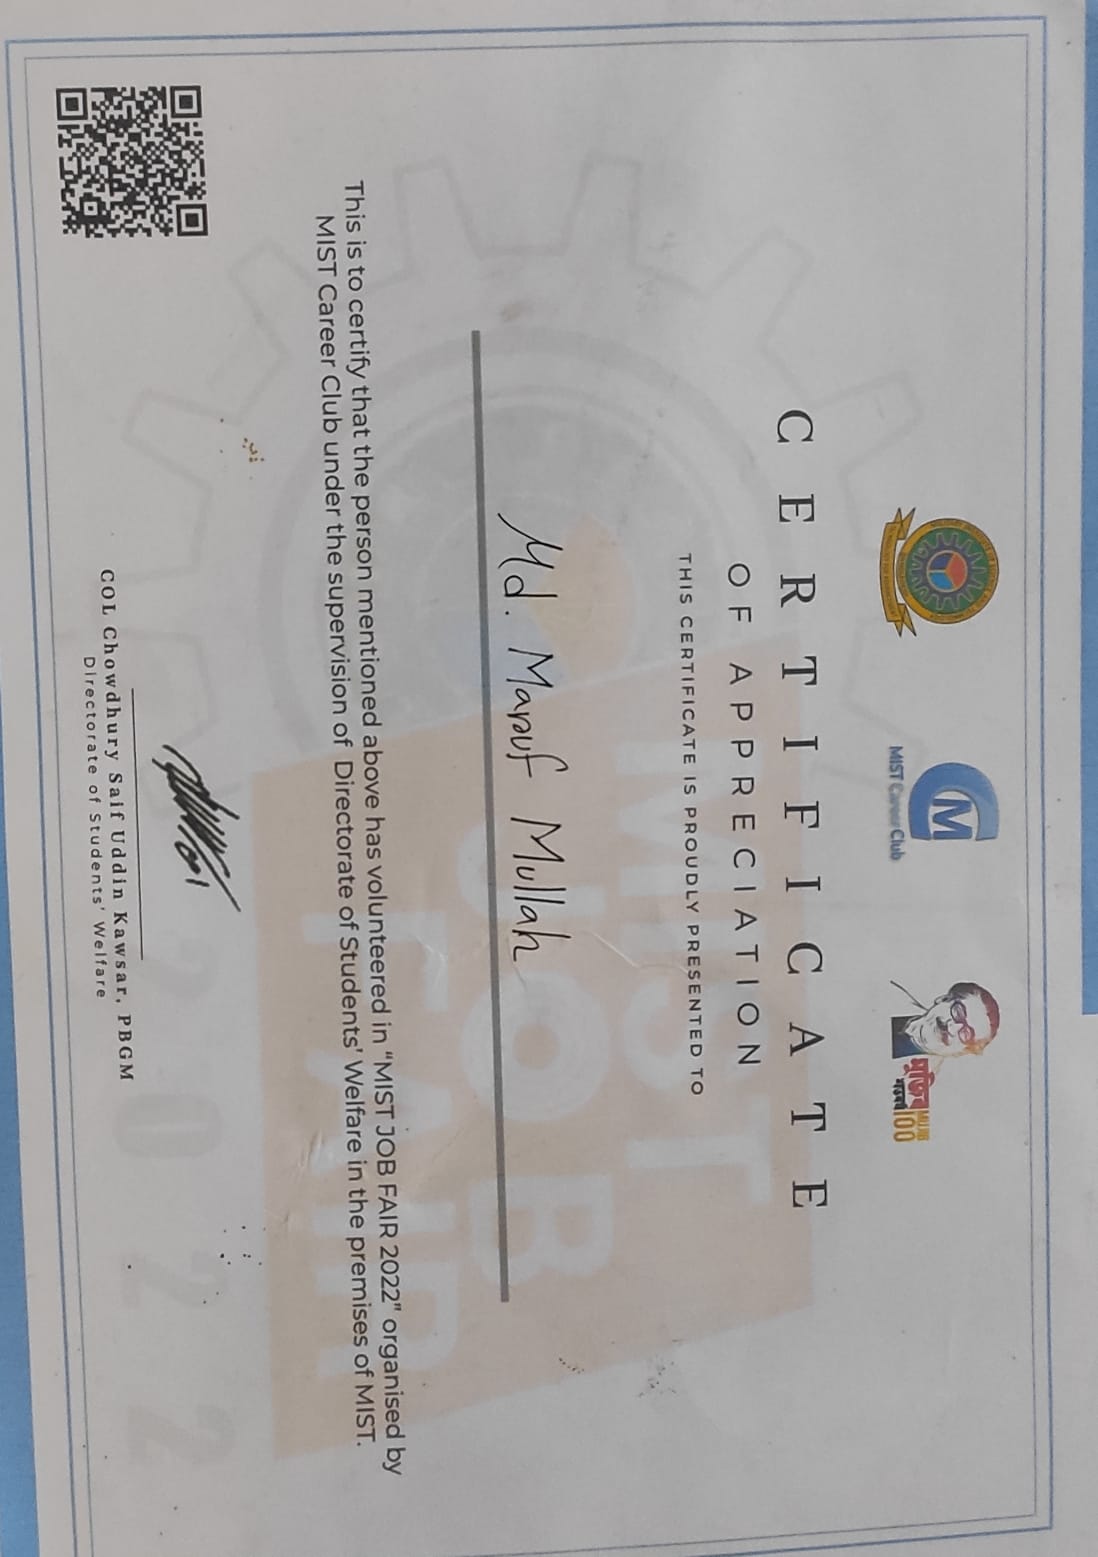 MIST Career Club
মুজিব MUJIB
শতবর্ষ 100
CERTIFICATE
OF APPRECIATION
THIS CERTIFICATE IS PROUDLY PRESENTED TO
Md. Maruf Mullah
This is to certify that the person mentioned above has volunteered in “MIST JOB FAIR 2022" organised by
MIST Career Club under the supervision of Directorate of Students' Welfare in the premises of MIST.
COL Chowdhury Saif Uddin Kawsar, PBGM
Directorate of Students' Welfare
MIST
JOB
FAIR
2022